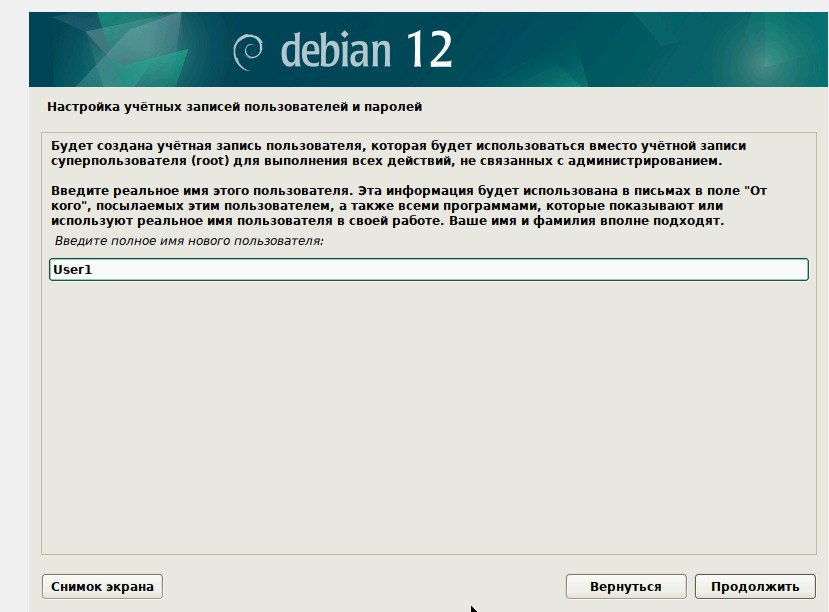 debian 12
Настройка учётных записей пользователей и паролей
Будет создана учётная запись пользователя, которая будет использоваться вместо учётной записи
суперпользователя (root) для выполнения всех действий, не связанных с администрированием.
Введите реальное имя этого пользователя. Эта информация будет использована в письмах в поле "От
кого", посылаемых этим пользователем, а также всеми программами, которые показывают или
используют реальное имя пользователя в своей работе. Ваше имя и фамилия вполне подходят.
Введите полное имя нового пользователя:
User1
Снимок экрана Вернуться Продолжить